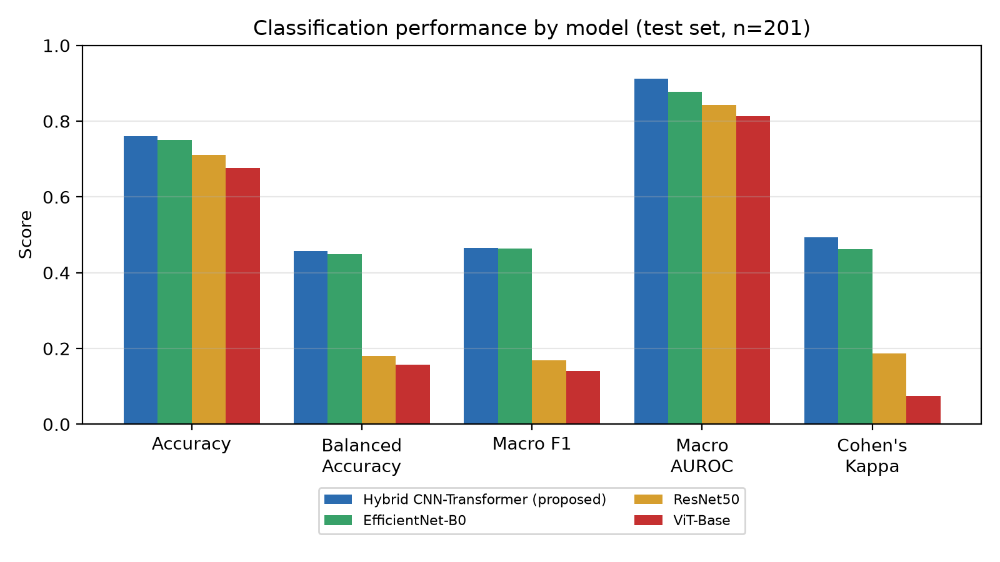 Classification performance by model (test set, n=201)
1.0
0.8
0.6
0.4
0.2
0.0
Score
Accuracy
Balanced
Accuracy
Macro F1
Macro
AUROC
Cohen's
Kappa
Hybrid CNN-Transformer (proposed)
EfficientNet-B0
ResNet50
ViT-Base